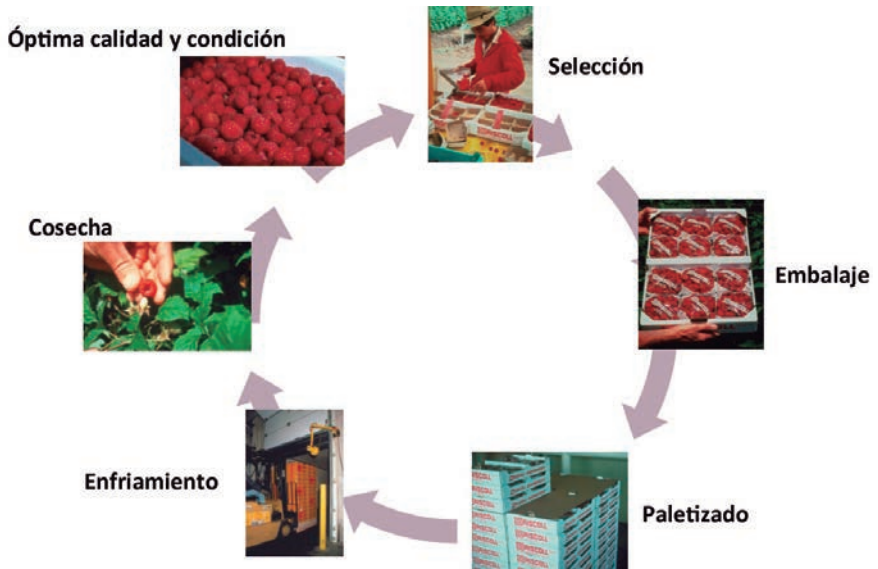 Óptima calidad y condición
Selección
Cosecha
Embalaje
Enfriamiento
Paletizado